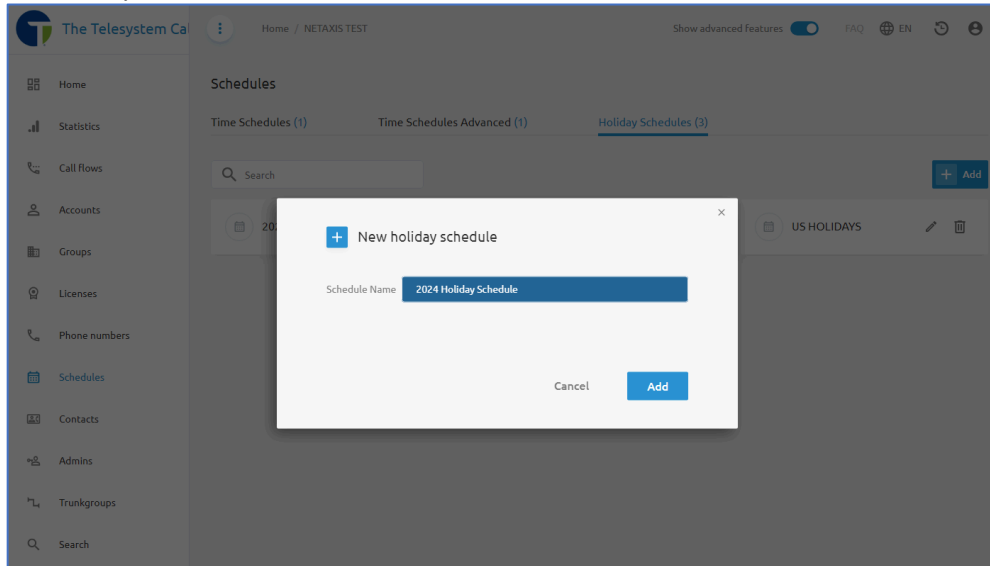 The Telesystem Cal
Home / NETAXIS TEST
Show advanced features
FAQ
EN
Home
Statistics
Call flows
Accounts
Groups
Licenses
Phone numbers
Schedules
Contacts
Admins
Trunkgroups
Search
Schedules
Time Schedules (1)
Time Schedules Advanced (1)
Holiday Schedules (3)
Search
+ Add
202
US HOLIDAYS
New holiday schedule
Schedule Name
2024 Holiday Schedule
Cancel
Add